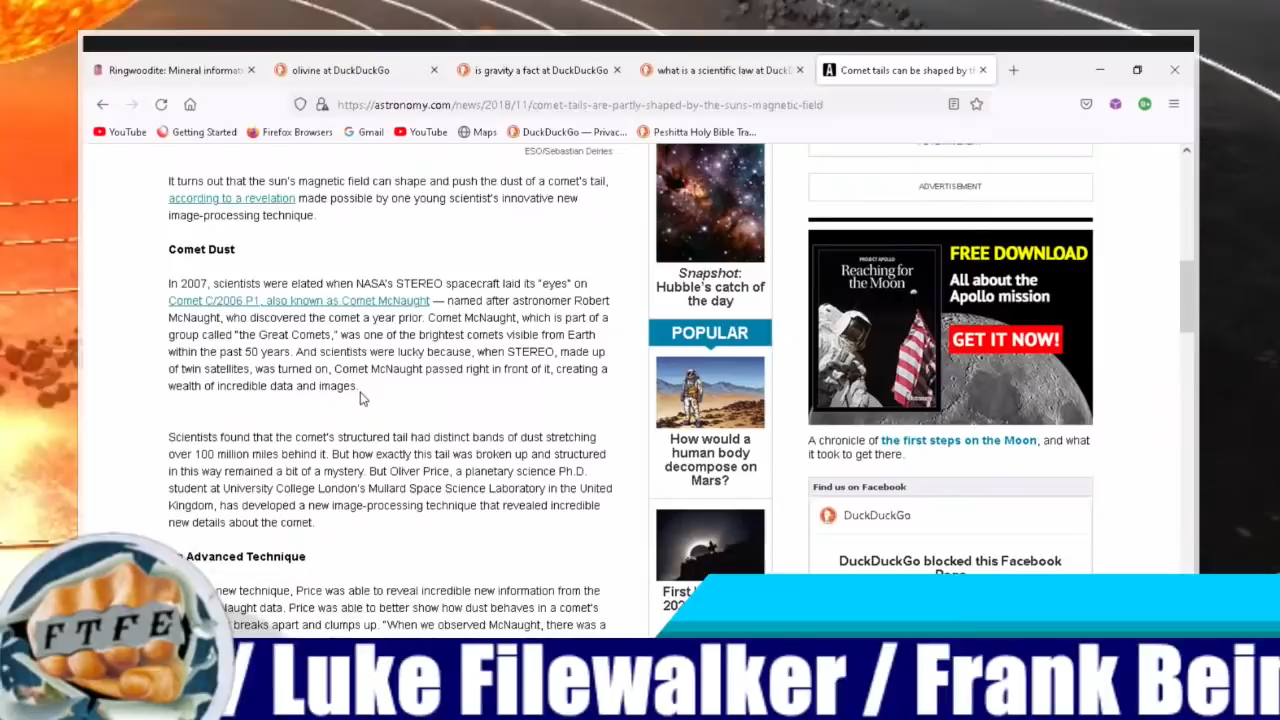 Ringwoodite: Mineral informat
olivine at DuckDuckGo
is gravity a fact at DuckDuckGo
what is a scientific law at Duck
Comet tails can be shaped by th
https://astronomy.com/news/2018/11/comet-tails-are-partly-shaped-by-the-suns-magnetic-field
YouTube
Getting Started
Firefox Browsers
Gmail
YouTube
Maps
DuckDuckGo — Privac...
Peshitta Holy Bible Tra...
ESO/Sebastian Deiries
It turns out that the sun's magnetic field can shape and push the dust of a comet's tail,
according to a revelation made possible by one young scientist's innovative new
image-processing technique.
Comet Dust
In 2007, scientists were elated when NASA's STEREO spacecraft laid its "eyes" on
Comet C/2006 P1, also known as Comet McNaught — named after astronomer Robert
McNaught, who discovered the comet a year prior. Comet McNaught, which is part of a
group called "the Great Comets," was one of the brightest comets visible from Earth
within the past 50 years. And scientists were lucky because, when STEREO, made up
of twin satellites, was turned on, Comet McNaught passed right in front of it, creating a
wealth of incredible data and images.
Scientists found that the comet's structured tail had distinct bands of dust stretching
over 100 million miles behind it. But how exactly this tail was broken up and structured
in this way remained a bit of a mystery. But Oliver Price, a planetary science Ph.D.
student at University College London's Mullard Space Science Laboratory in the United
Kingdom, has developed a new image-processing technique that revealed incredible
new details about the comet.
Advanced Technique
new technique, Price was able to reveal incredible new information from the
aught data. Price was able to better show how dust behaves in a comet's
breaks apart and clumps up. "When we observed McNaught, there was a
Snapshot:
Hubble's catch of
the day
POPULAR
How would a
human body
decompose on
Mars?
First
202
ADVERTISEMENT
PROJECT APOLLO
Reaching for
the Moon
FREE DOWNLOAD
All about the
Apollo mission
GET IT NOW!
A chronicle of the first steps on the Moon, and what
it took to get there.
Find us on Facebook
DuckDuckGo
DuckDuckGo blocked this Facebook
FTFE
/ Luke Filewalker / Frank Bein